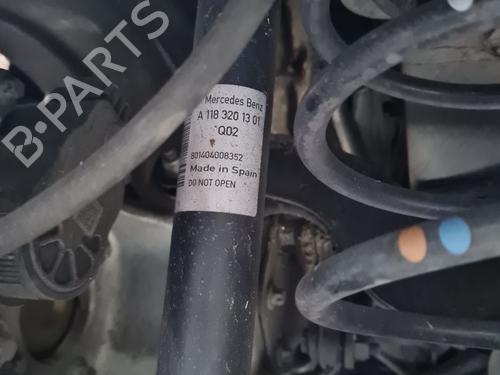 B-PARTS
Mercedes Benz
A 118 320 13 01
Q02
801404008352
Made in Spain
DO NOT OPEN